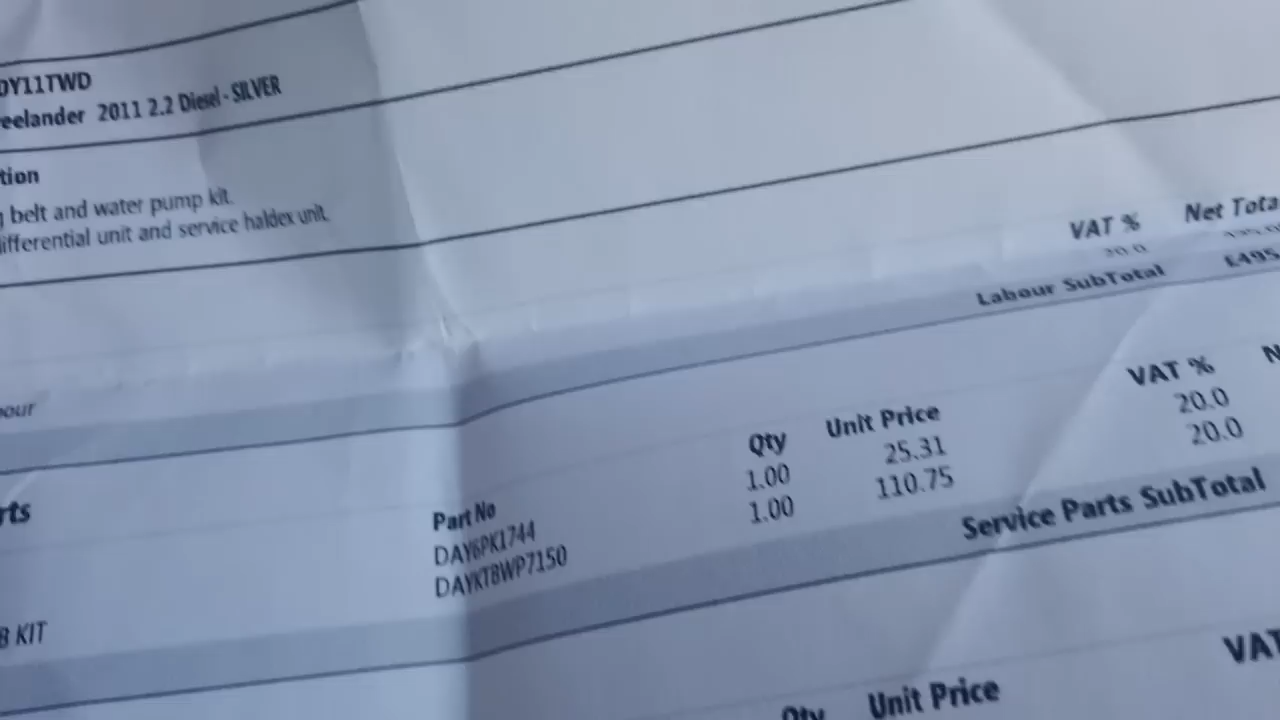 DY11TWD
eelander 2011 2.2 Diesel - SILVER
tion
belt and water pump kit.
ifferential unit and service haldex unit.
VAT % Net Tota
20.0
Labour SubTotal £495
our
VAT % N
Qty Unit Price 20.0
rts Part No 1.00 25.31 20.0
DAY6PK1744 1.00 110.75
DAYKTBWP7150 Service Parts SubTotal
B KIT
VAT
Qty Unit Price